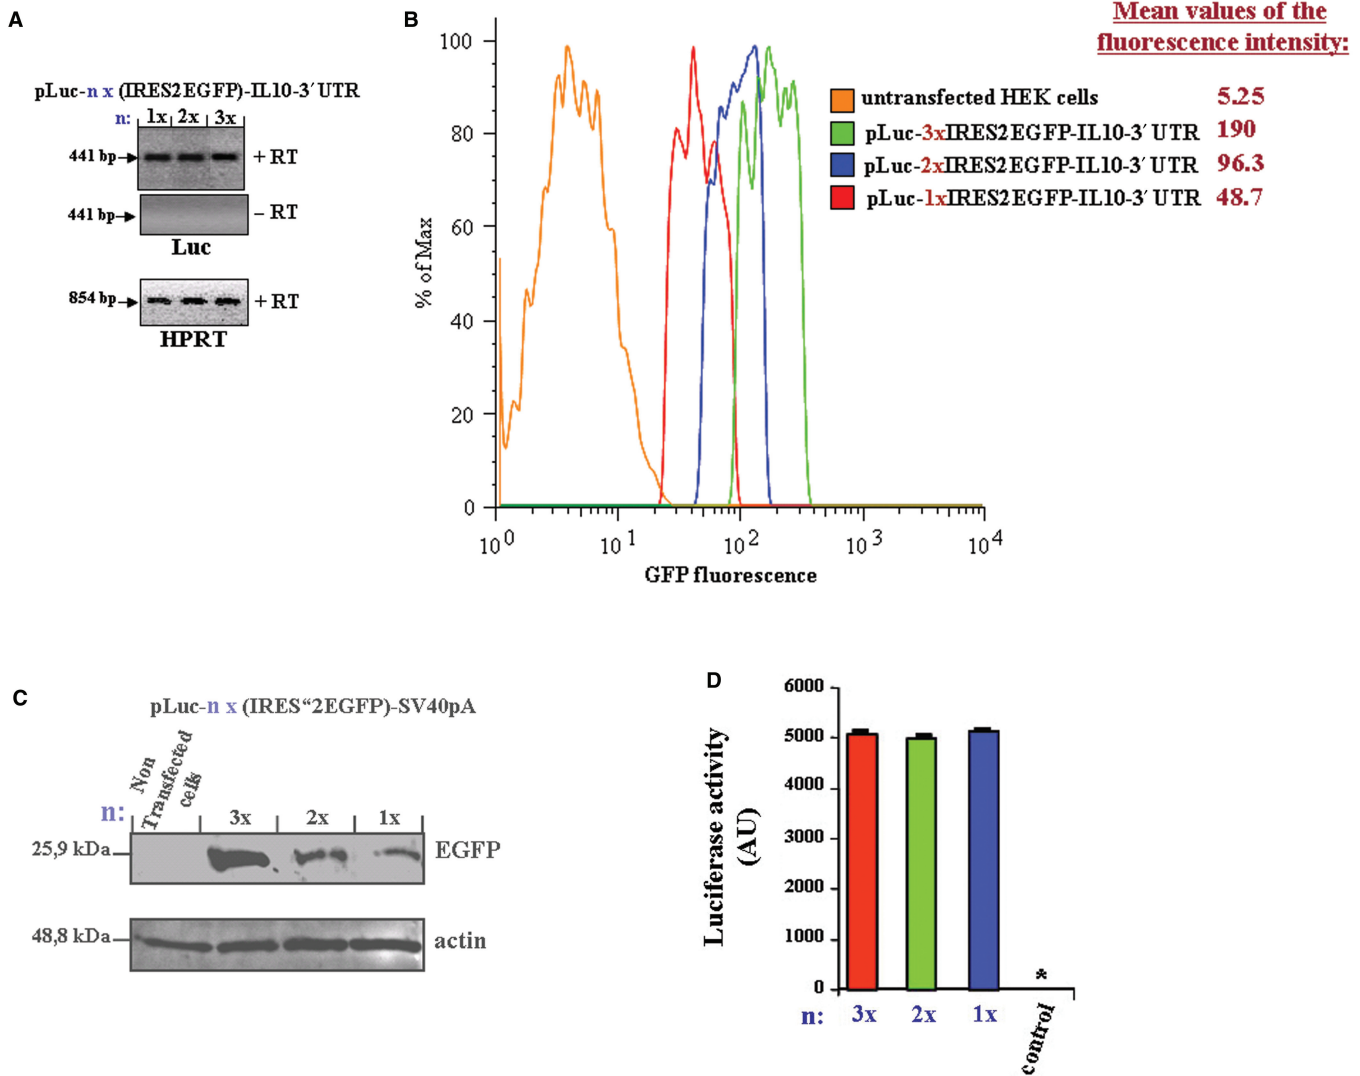 A
pLuc-n x (IRES2EGFP)-IL10-3´UTR
n: 1x 2x 3x
441 bp + RT
441 bp – RT
Luc
854 bp + RT
HPRT
B
Mean values of the
fluorescence intensity:
untransfected HEK cells 5.25
pLuc-3xIRES2EGFP-IL10-3´UTR 190
pLuc-2xIRES2EGFP-IL10-3´UTR 96.3
pLuc-1xIRES2EGFP-IL10-3´UTR 48.7
% of Max
100
80
60
40
20
0
10^0 10^1 10^2 10^3 10^4
GFP fluorescence
C
pLuc-n x (IRES“2EGFP)-SV40pA
Non
Transfected
cells
n: 3x 2x 1x
25,9 kDa EGFP
48,8 kDa actin
D
Luciferase activity
(AU)
6000
5000
4000
3000
2000
1000
0
*
n: 3x 2x 1x control